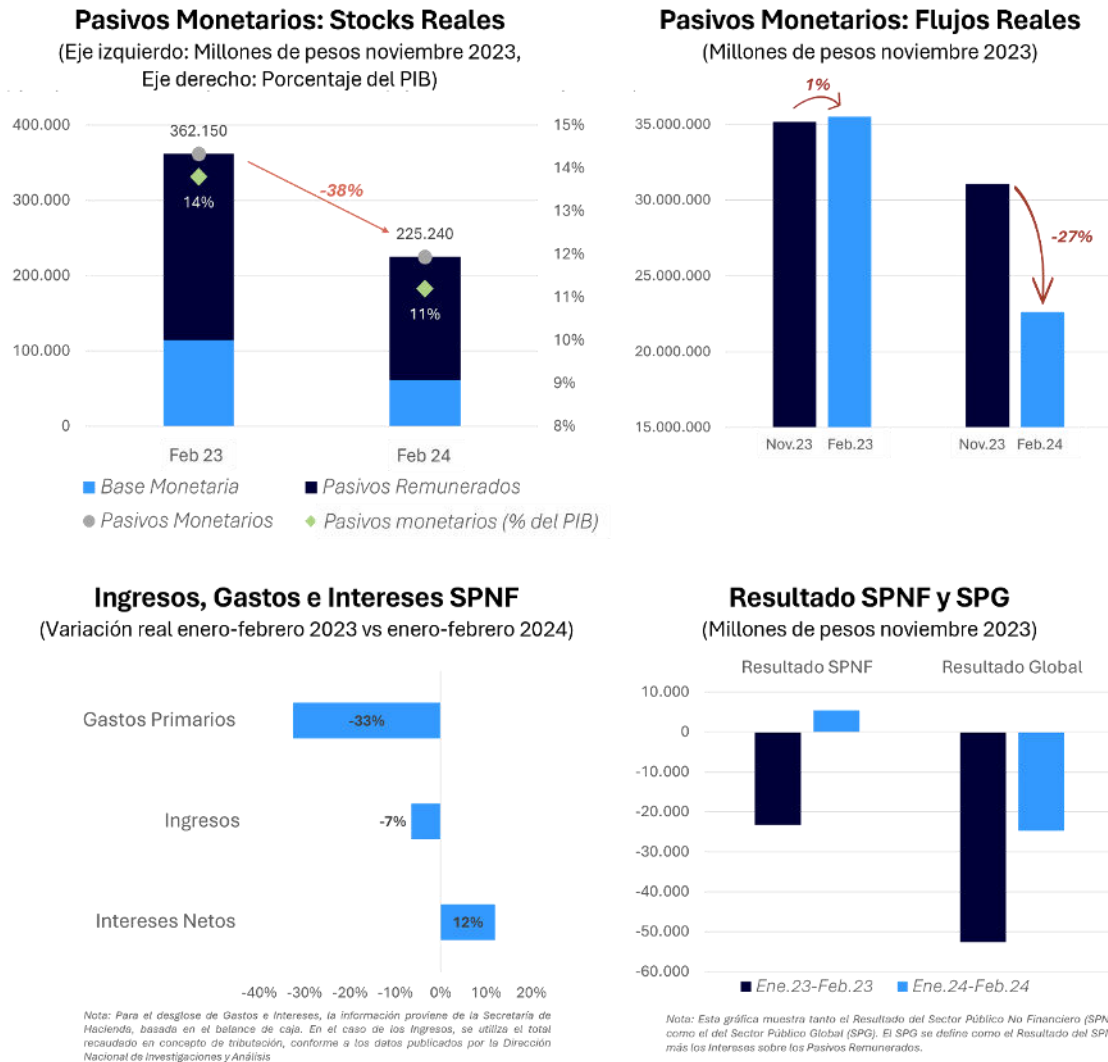 Pasivos Monetarios: Stocks Reales
(Eje izquierdo: Millones de pesos noviembre 2023,
Eje derecho: Porcentaje del PIB)
400.000
300.000
200.000
100.000
0
362.150
14%
-38%
225.240
11%
15%
14%
13%
12%
11%
10%
9%
8%
Feb 23
Feb 24
Base Monetaria
Pasivos Remunerados
Pasivos Monetarios
Pasivos monetarios (% del PIB)
Pasivos Monetarios: Flujos Reales
(Millones de pesos noviembre 2023)
35.000.000
30.000.000
25.000.000
20.000.000
15.000.000
1%
-27%
Nov.23
Feb.23
Nov.23
Feb.24
Ingresos, Gastos e Intereses SPNF
(Variación real enero-febrero 2023 vs enero-febrero 2024)
Gastos Primarios
-33%
Ingresos
-7%
Intereses Netos
12%
-40% -30% -20% -10% 0% 10% 20%
Nota: Para el desglose de Gastos e Intereses, la información proviene de la Secretaría de
Hacienda, basada en el balance de caja. En el caso de los Ingresos, se utiliza el total
recaudado en concepto de tributación, conforme a los datos publicados por la Dirección
Nacional de Investigaciones y Análisis
Resultado SPNF y SPG
(Millones de pesos noviembre 2023)
Resultado SPNF
Resultado Global
10.000
0
-10.000
-20.000
-30.000
-40.000
-50.000
-60.000
Ene.23-Feb.23
Ene.24-Feb.24
Nota: Esta gráfica muestra tanto el Resultado del Sector Público No Financiero (SPN
como el del Sector Público Global (SPG). El SPG se define como el Resultado del SP
más los Intereses sobre los Pasivos Remunerados.